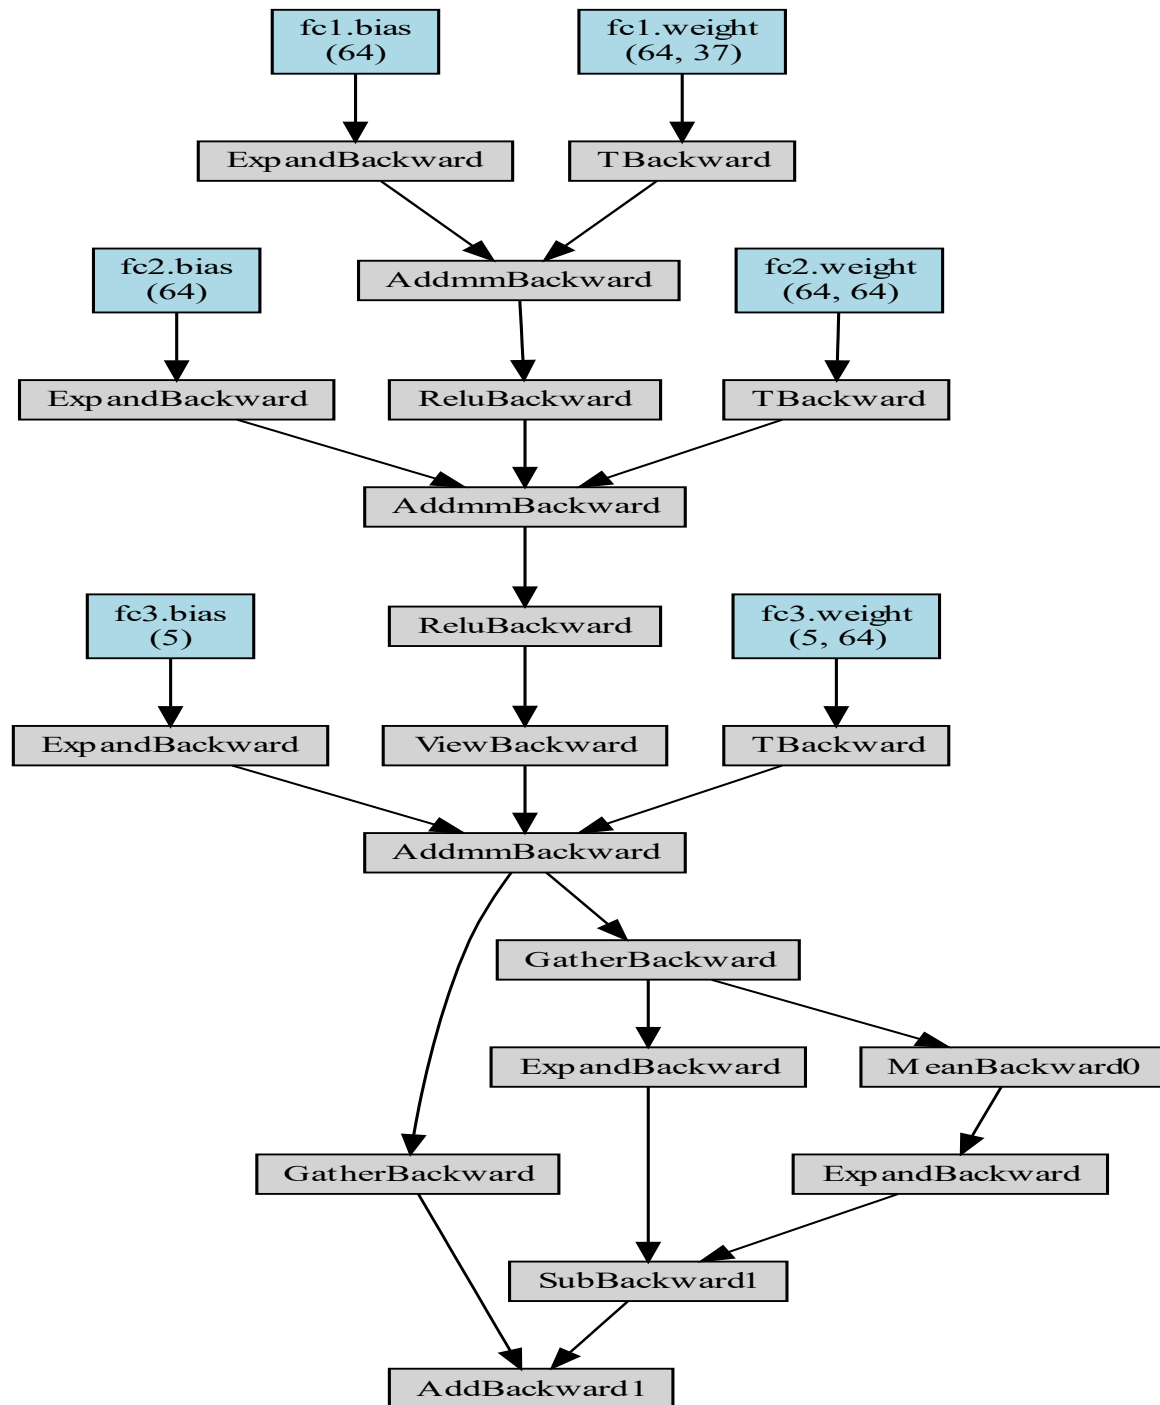 fc1.bias
(64)
fc1.weight
(64, 37)
ExpandBackward
TBackward
fc2.bias
(64)
AddmmBackward
fc2.weight
(64, 64)
ExpandBackward
ReluBackward
TBackward
AddmmBackward
fc3.bias
(5)
ReluBackward
fc3.weight
(5, 64)
ExpandBackward
ViewBackward
TBackward
AddmmBackward
GatherBackward
ExpandBackward
MeanBackward0
GatherBackward
ExpandBackward
SubBackward1
AddBackward1